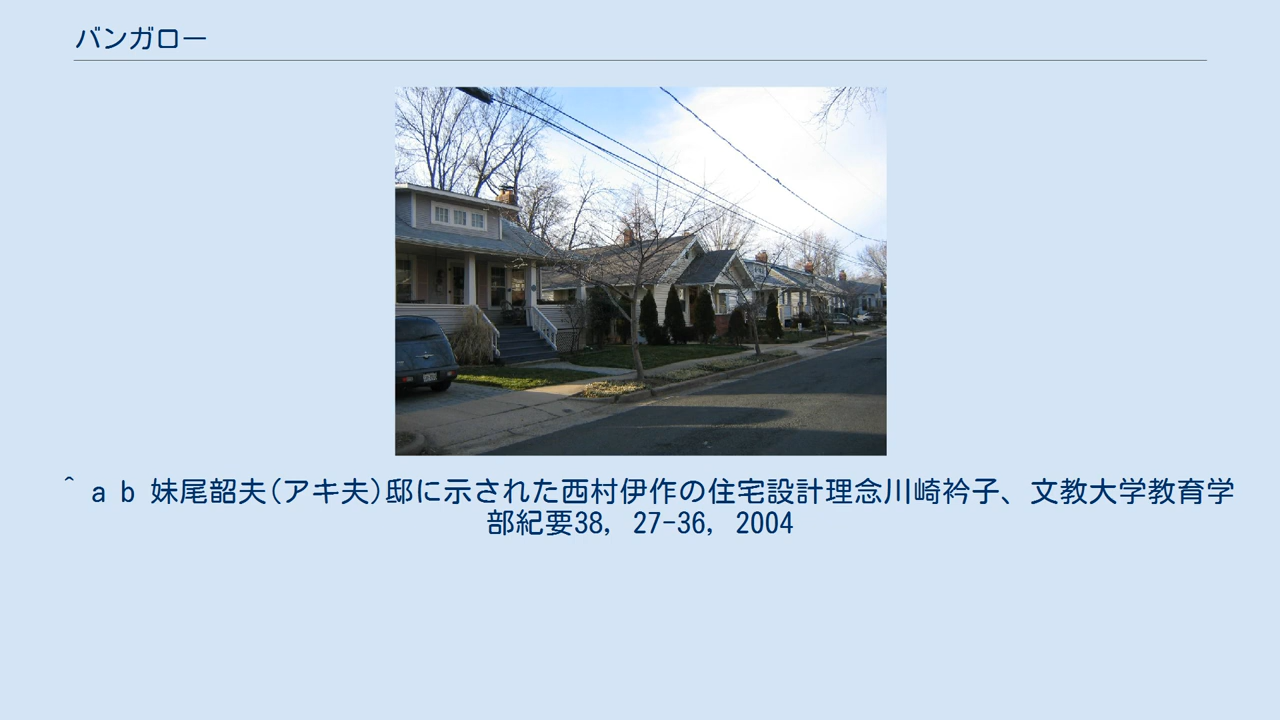 バンガロー
^ a b 妹尾韶夫(アキ夫)邸に示された西村伊作の住宅設計理念川崎衿子、文教大学教育学
部紀要38, 27-36, 2004